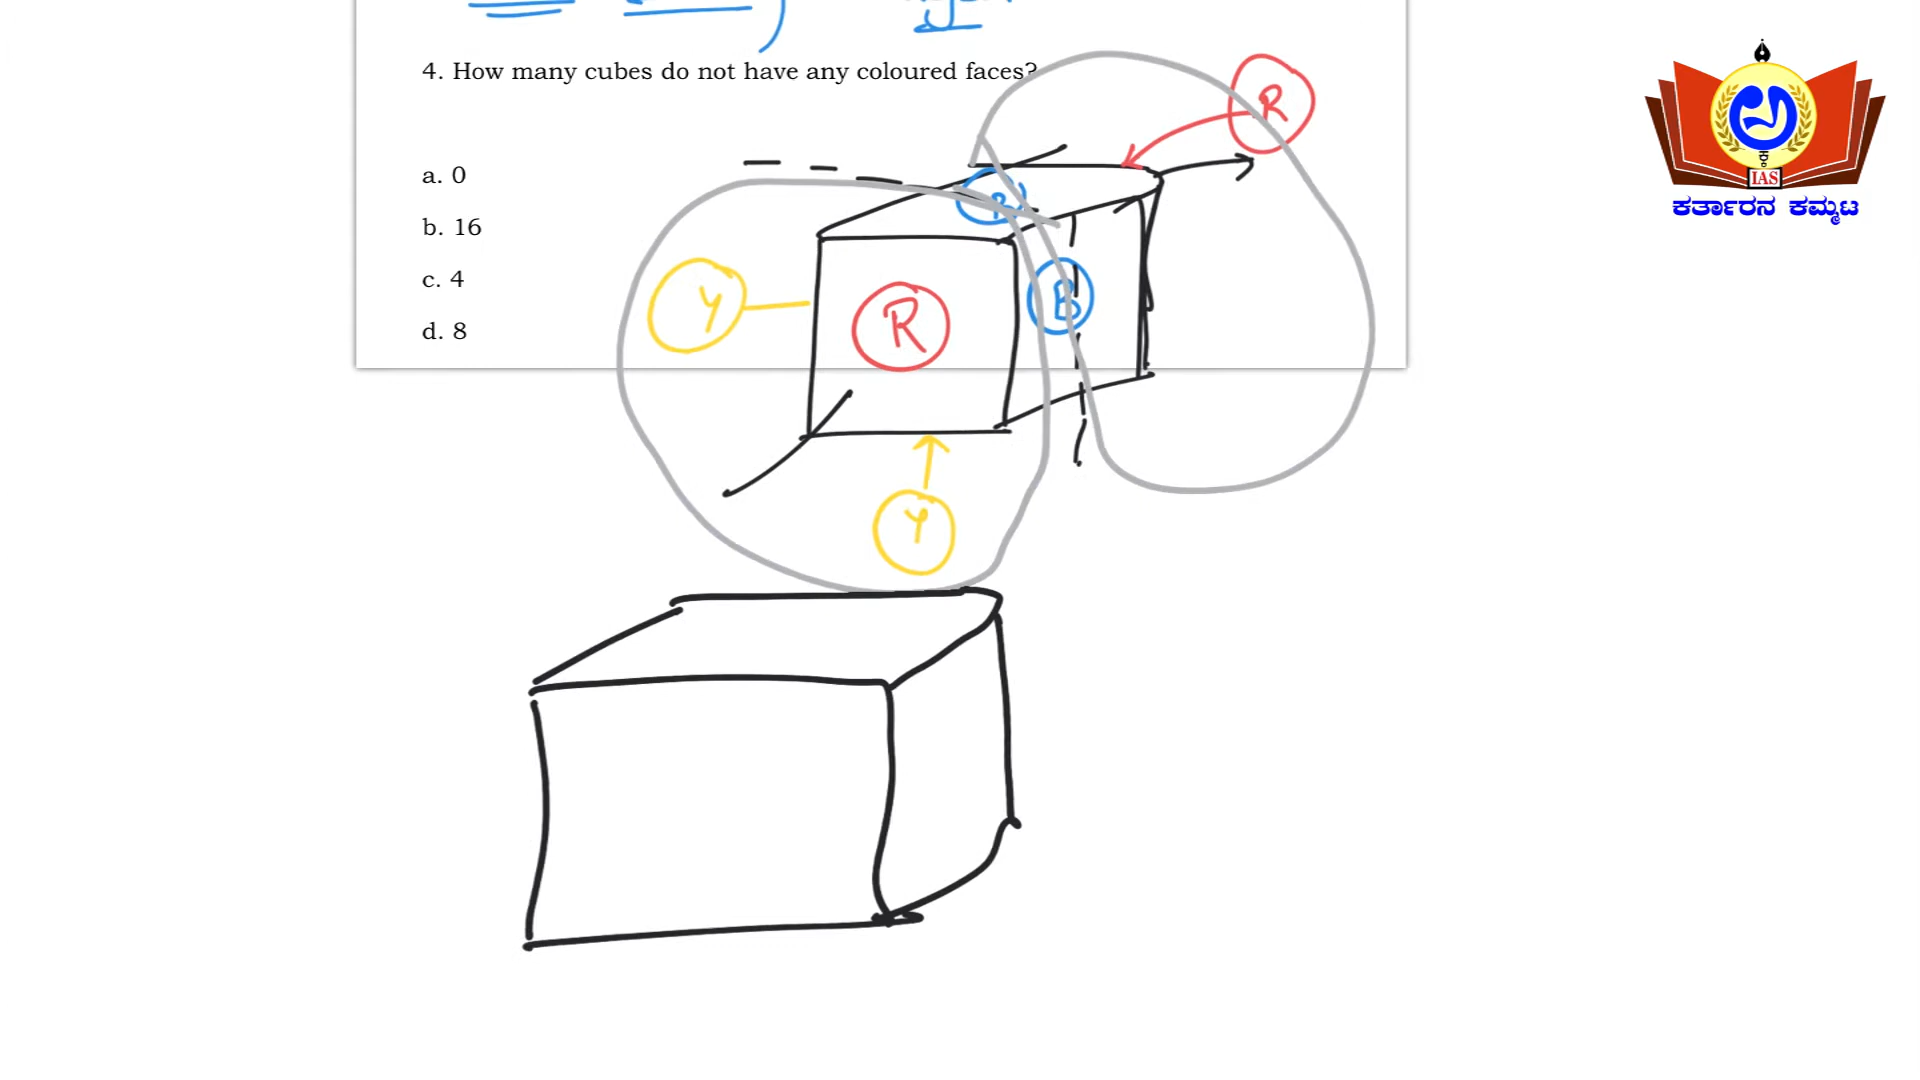 4. How many cubes do not have any coloured faces?
R
a. 0
b. 16
c. 4
d. 8
B
Y
R
B
Y
IAS
ಕರ್ತಾರನ ಕಮ್ಮಟ